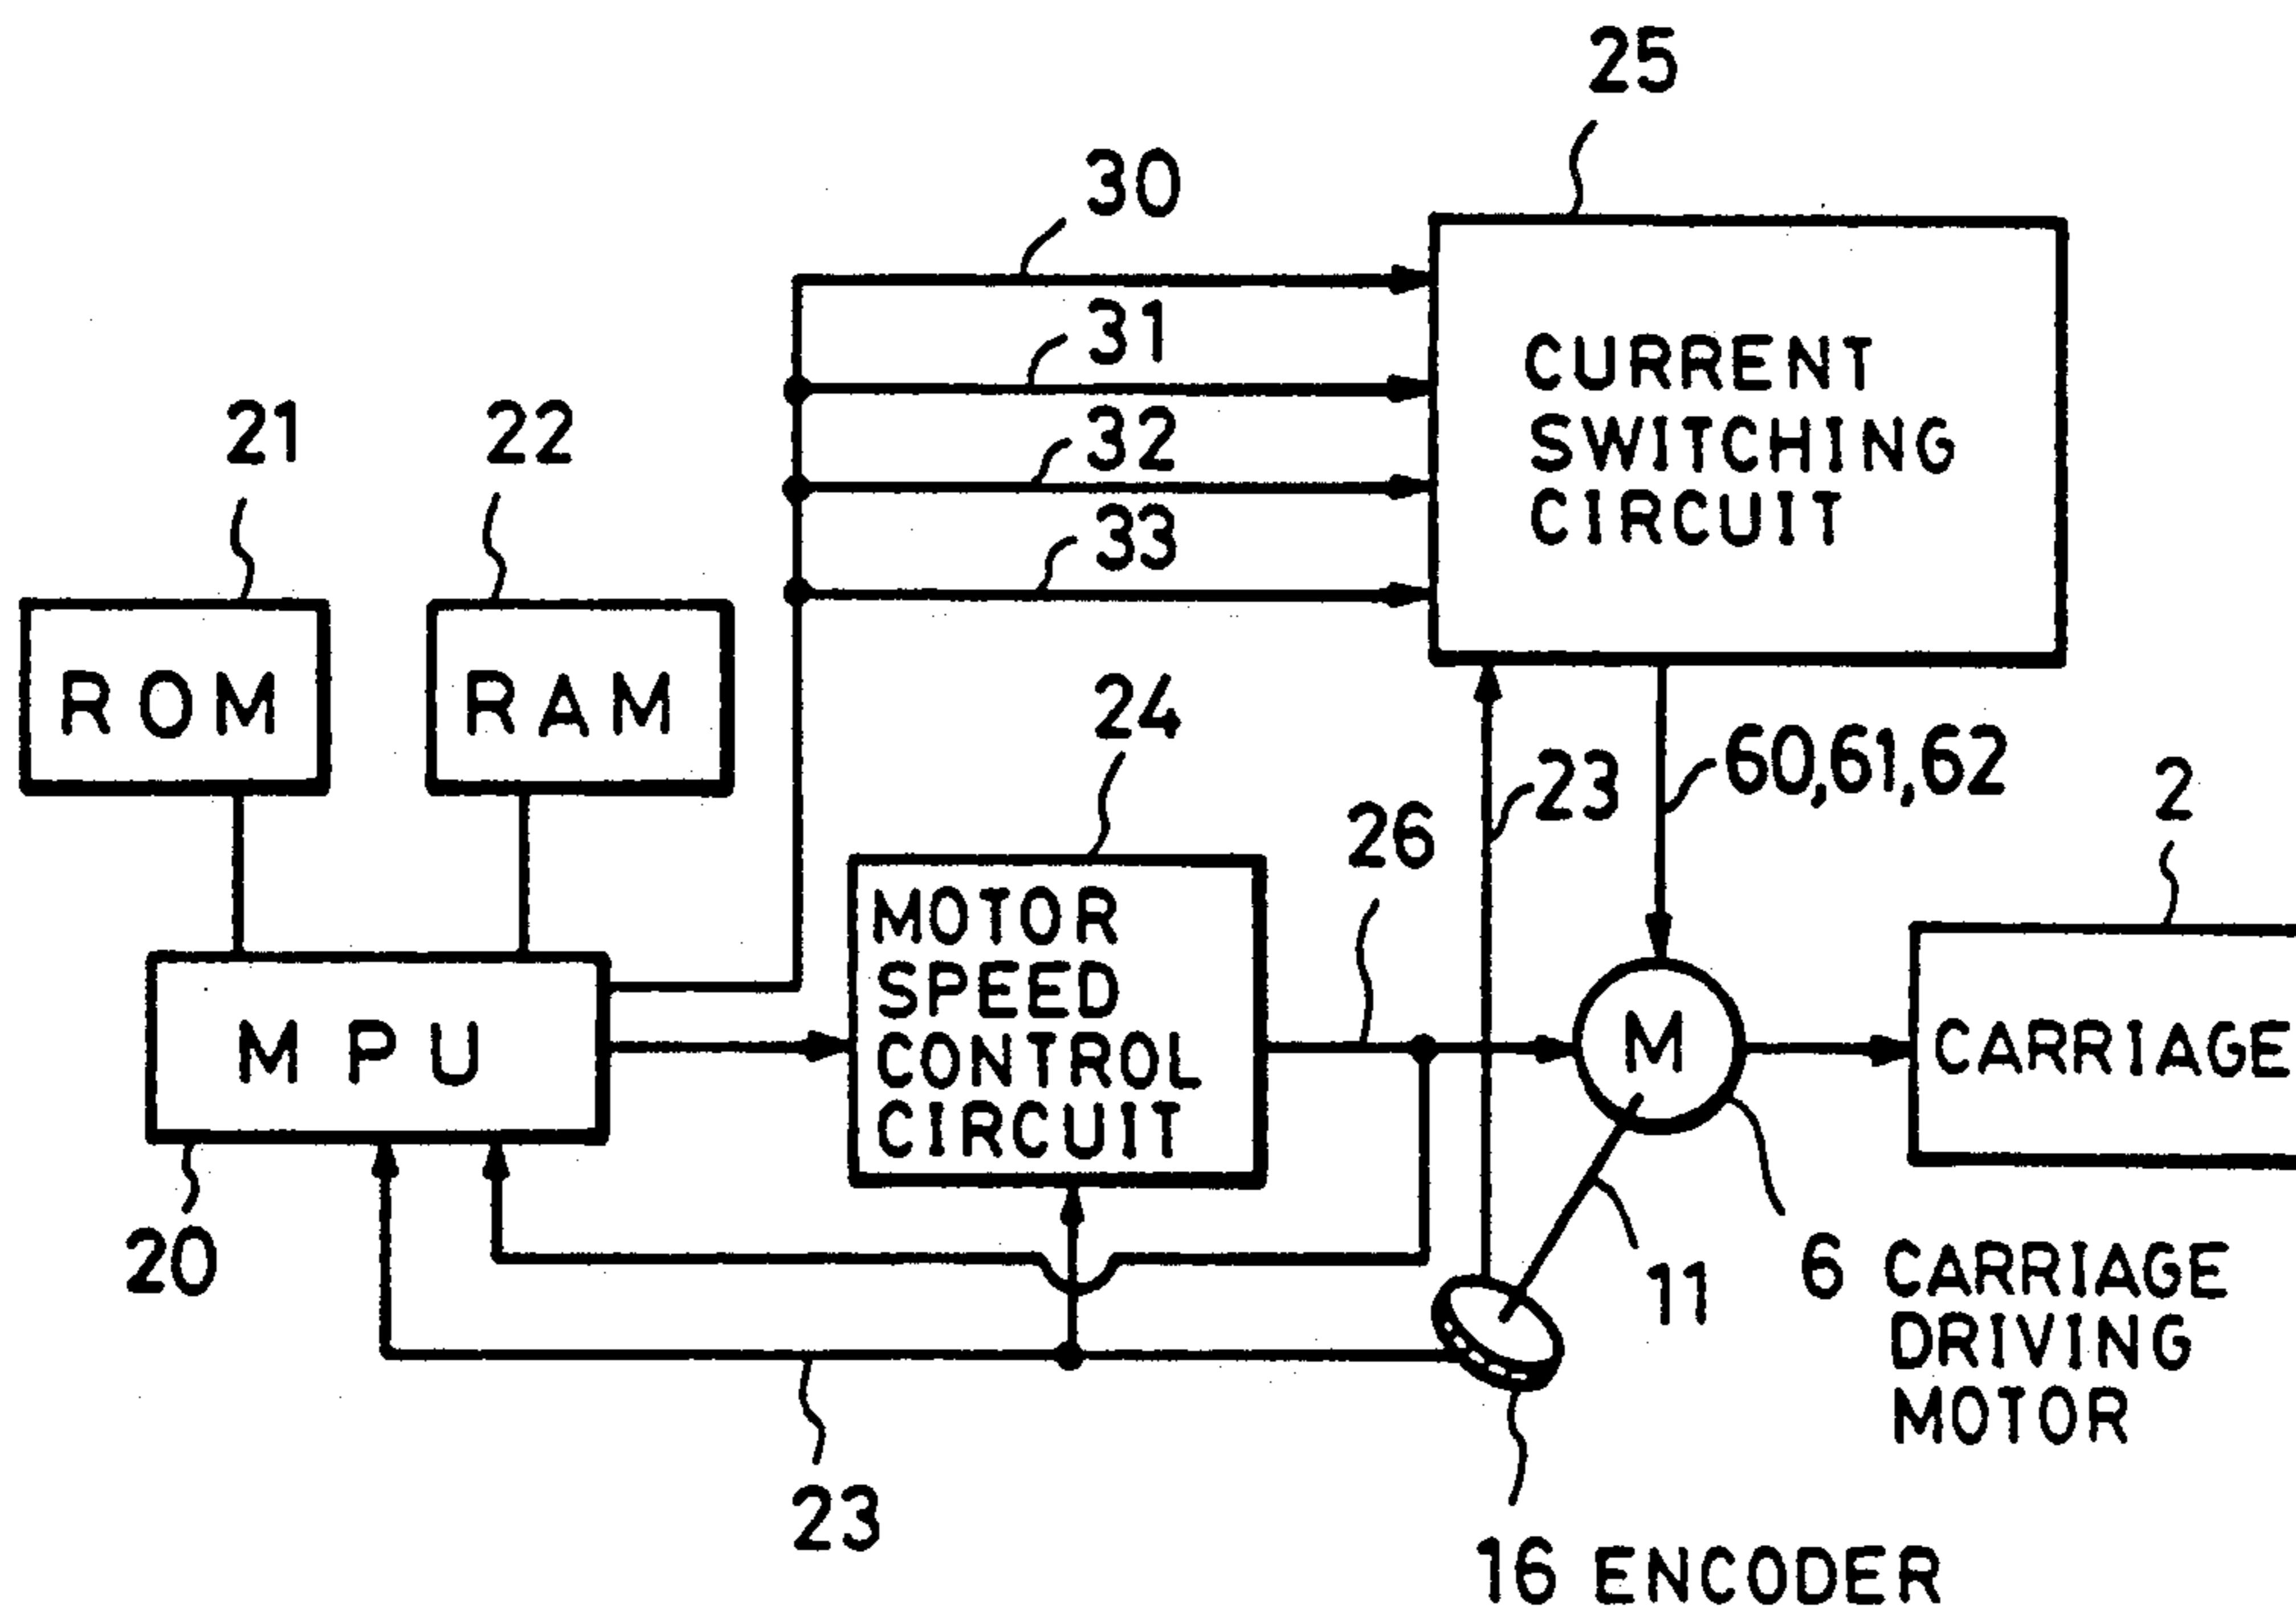 25
30
31
32
33
CURRENT
SWITCHING
CIRCUIT
21
22
ROM
RAM
24
23
60,61,62
26
2
MOTOR
SPEED
CONTROL
CIRCUIT
MPU
M
CARRIAGE
20
11
6 CARRIAGE
DRIVING
MOTOR
23
16 ENCODER